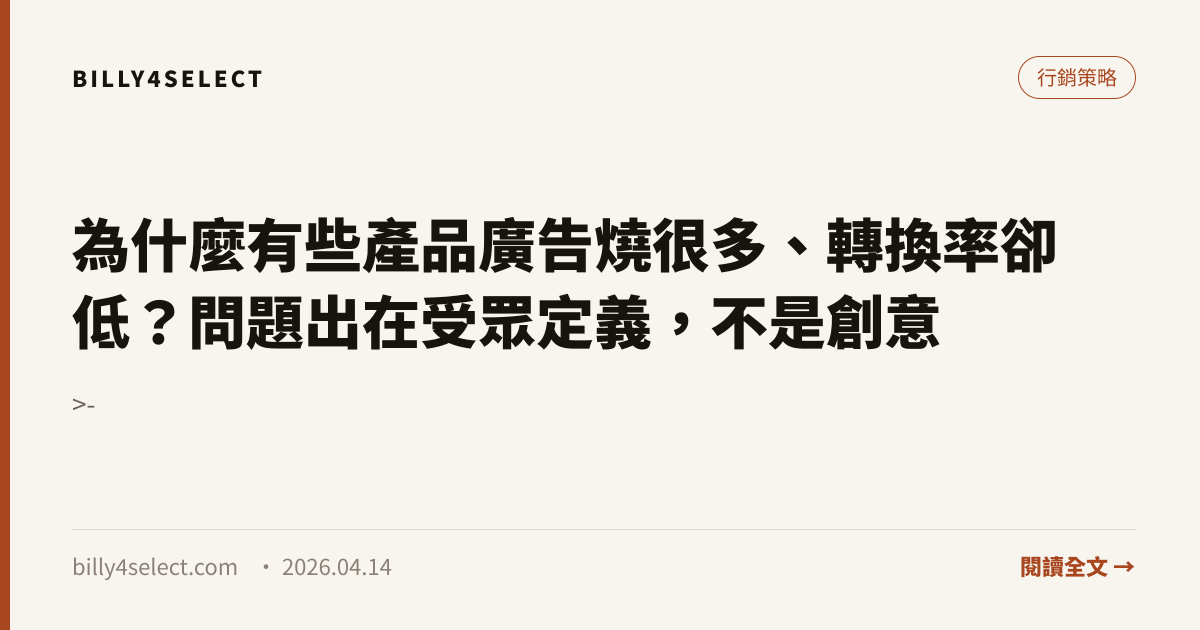 BILLY4SELECT
行銷策略
為什麼有些產品廣告燒很多、轉換率卻
低？問題出在受眾定義，不是創意
>-
billy4select.com ・ 2026.04.14
閱讀全文 →